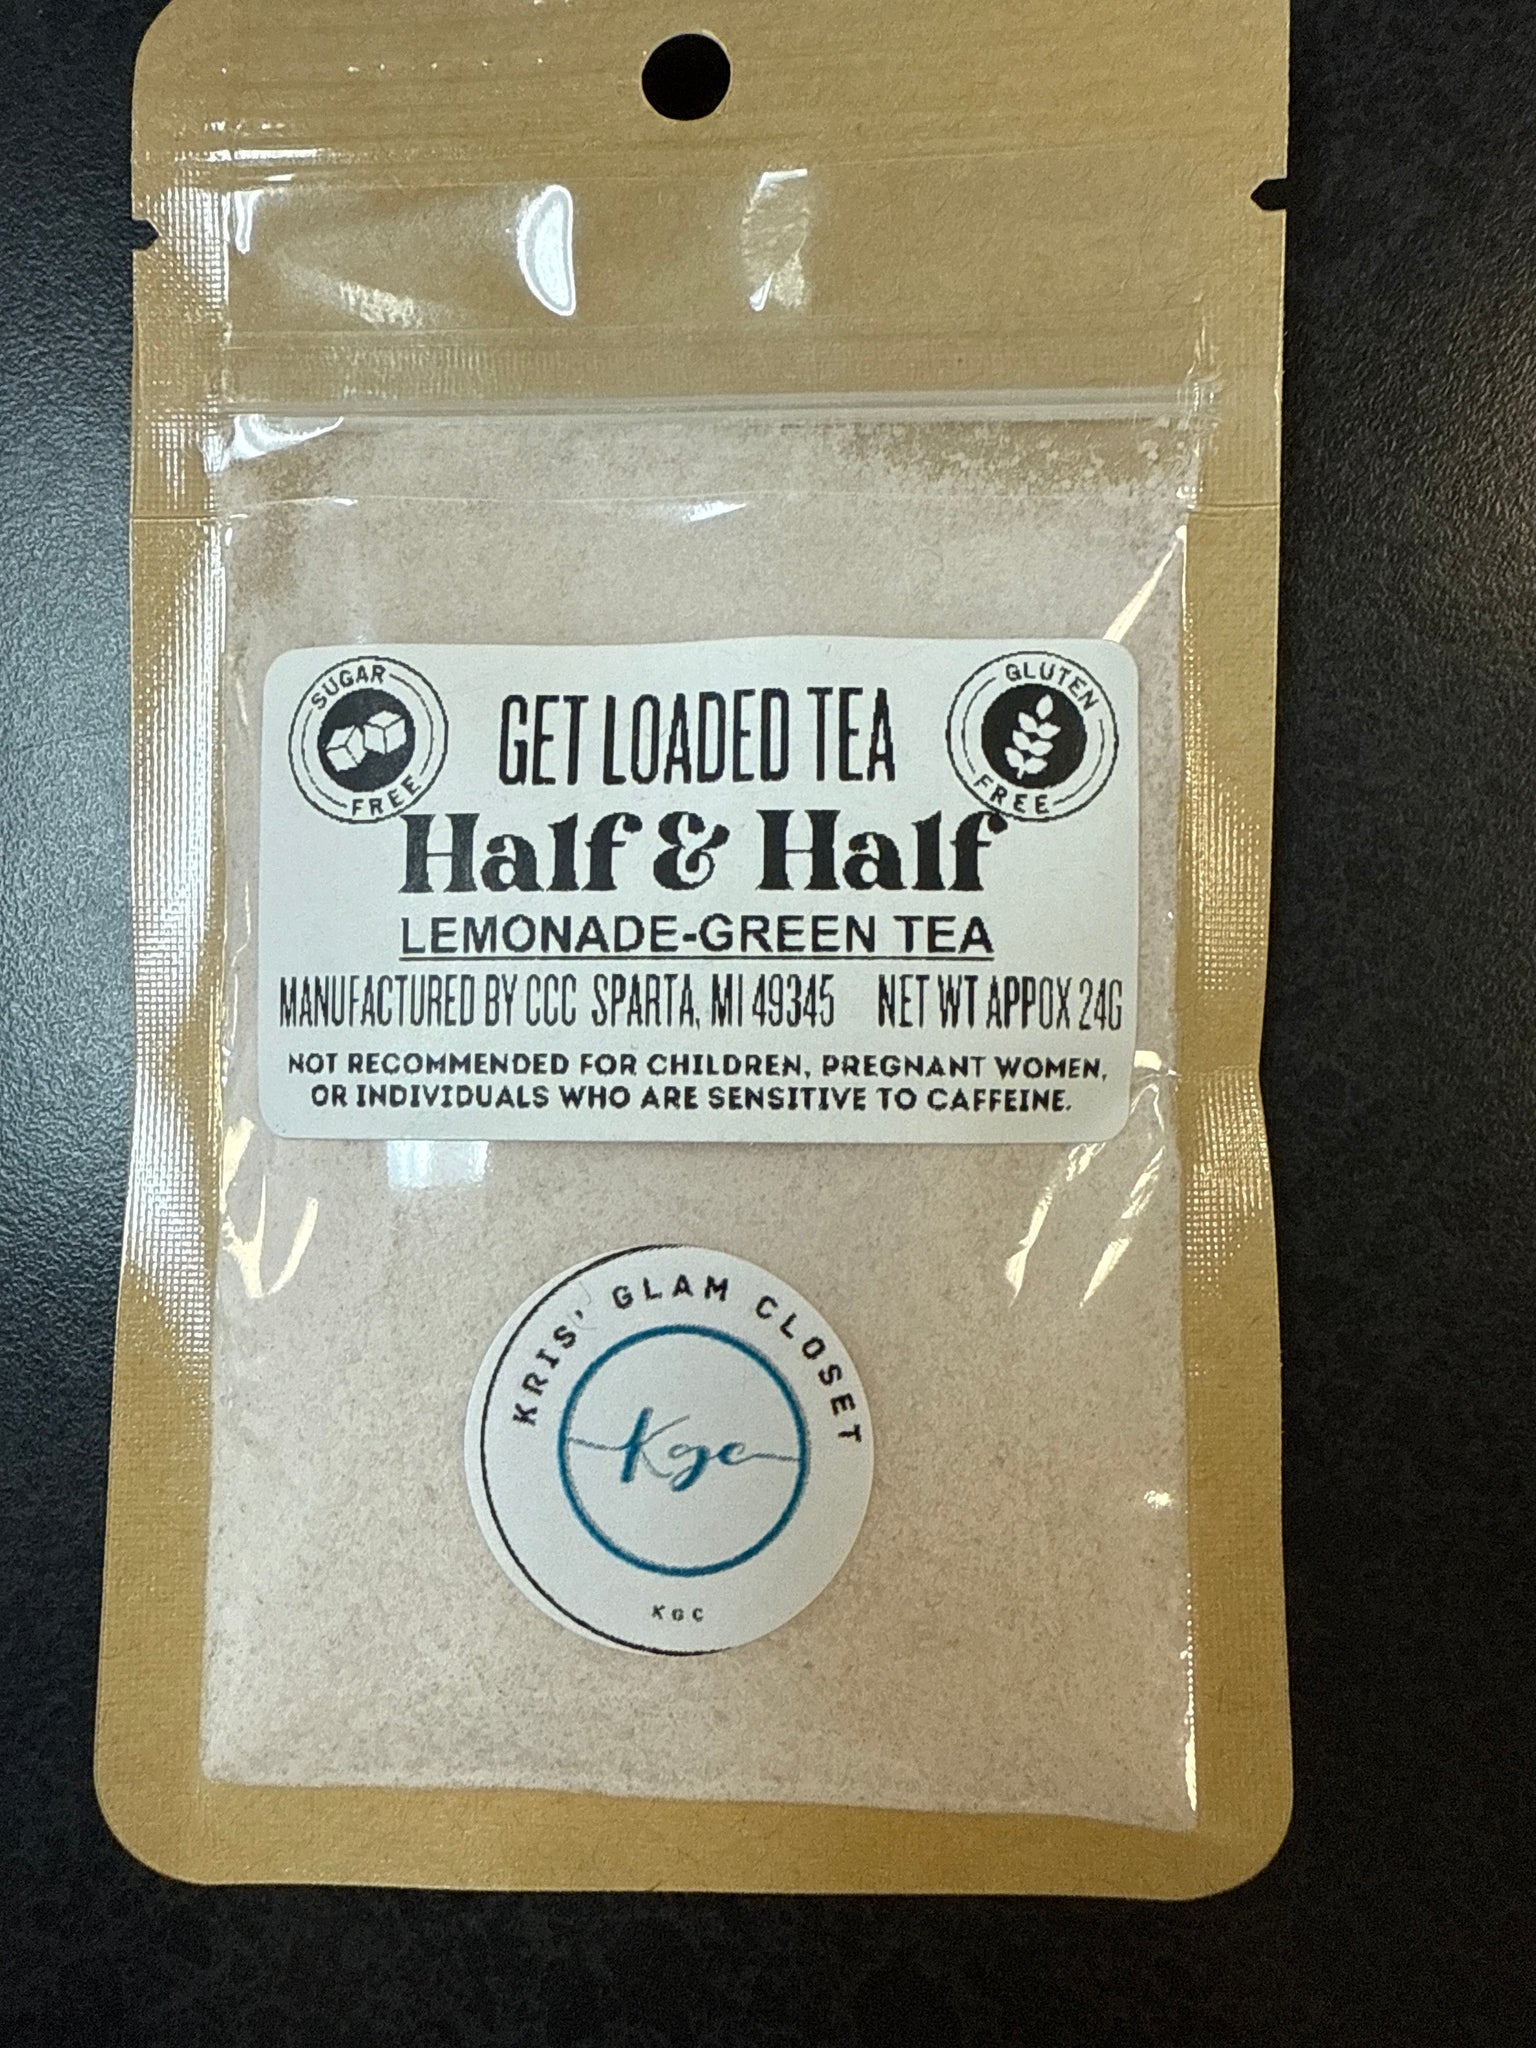 SUGAR
FREE
GET LOADED TEA
GLUTEN
FREE
Half & Half
LEMONADE-GREEN TEA
MANUFACTURED BY CCC SPARTA, MI 49345 NET WT APPOX 24G
NOT RECOMMENDED FOR CHILDREN, PREGNANT WOMEN,
OR INDIVIDUALS WHO ARE SENSITIVE TO CAFFEINE.
KRIS' GLAM CLOSET
Kgc
KGC